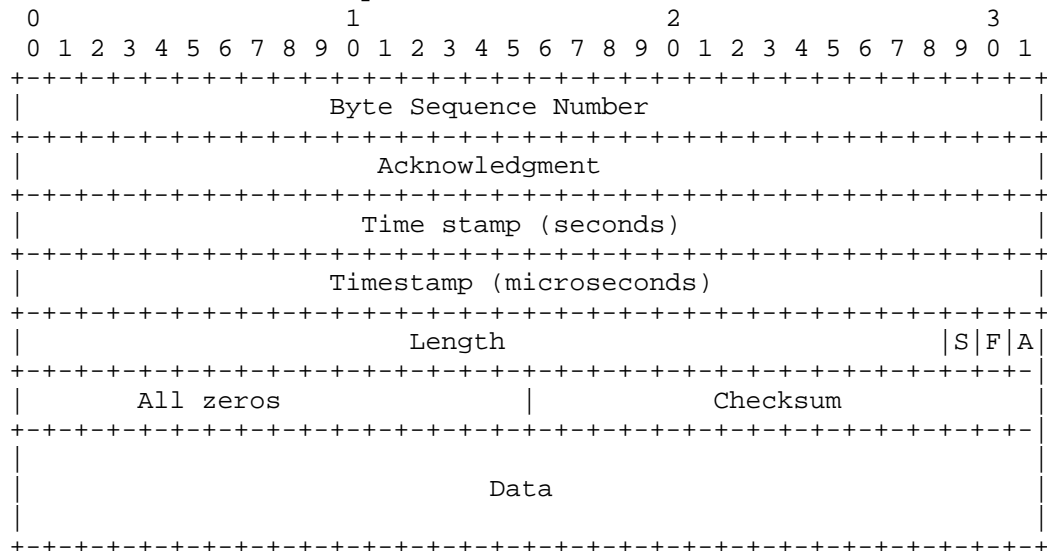 0 1 2 3
0 1 2 3 4 5 6 7 8 9 0 1 2 3 4 5 6 7 8 9 0 1 2 3 4 5 6 7 8 9 0 1
+-+-+-+-+-+-+-+-+-+-+-+-+-+-+-+-+-+-+-+-+-+-+-+-+-+-+-+-+-+-+-+-+
| Byte Sequence Number |
+-+-+-+-+-+-+-+-+-+-+-+-+-+-+-+-+-+-+-+-+-+-+-+-+-+-+-+-+-+-+-+-+
| Acknowledgment |
+-+-+-+-+-+-+-+-+-+-+-+-+-+-+-+-+-+-+-+-+-+-+-+-+-+-+-+-+-+-+-+-+
| Time stamp (seconds) |
+-+-+-+-+-+-+-+-+-+-+-+-+-+-+-+-+-+-+-+-+-+-+-+-+-+-+-+-+-+-+-+-+
| Timestamp (microseconds) |
+-+-+-+-+-+-+-+-+-+-+-+-+-+-+-+-+-+-+-+-+-+-+-+-+-+-+-+-+-+-+-+-+
| Length |S|F|A|
+-+-+-+-+-+-+-+-+-+-+-+-+-+-+-+-+-+-+-+-+-+-+-+-+-+-+-+-+-+-+-+-|
| All zeros | Checksum |
+-+-+-+-+-+-+-+-+-+-+-+-+-+-+-+-+-+-+-+-+-+-+-+-+-+-+-+-+-+-+-+-|
| |
| Data |
| |
+-+-+-+-+-+-+-+-+-+-+-+-+-+-+-+-+-+-+-+-+-+-+-+-+-+-+-+-+-+-+-+-+